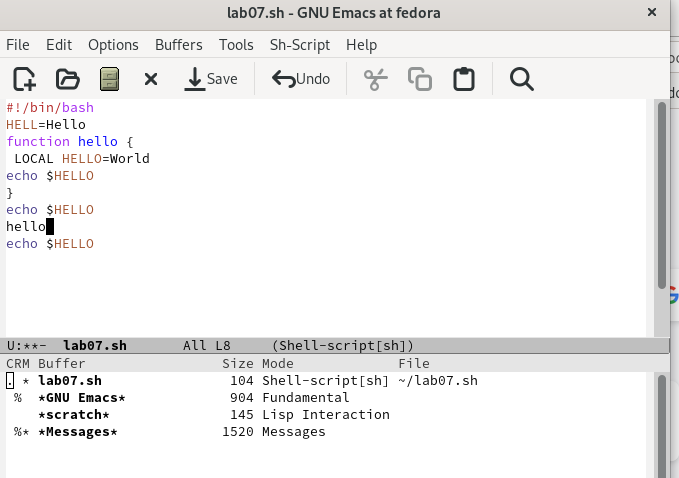 lab07.sh - GNU Emacs at fedora ×
File Edit Options Buffers Tools Sh-Script Help
Save Undo
#!/bin/bash
HELL=Hello
function hello {
 LOCAL HELLO=World
echo $HELLO
}
echo $HELLO
hello
echo $HELLO
U:**- lab07.sh All L8 (Shell-script[sh])
CRM Buffer Size Mode File
. * lab07.sh 104 Shell-script[sh] ~/lab07.sh
% *GNU Emacs* 904 Fundamental
*scratch* 145 Lisp Interaction
%* *Messages* 1520 Messages